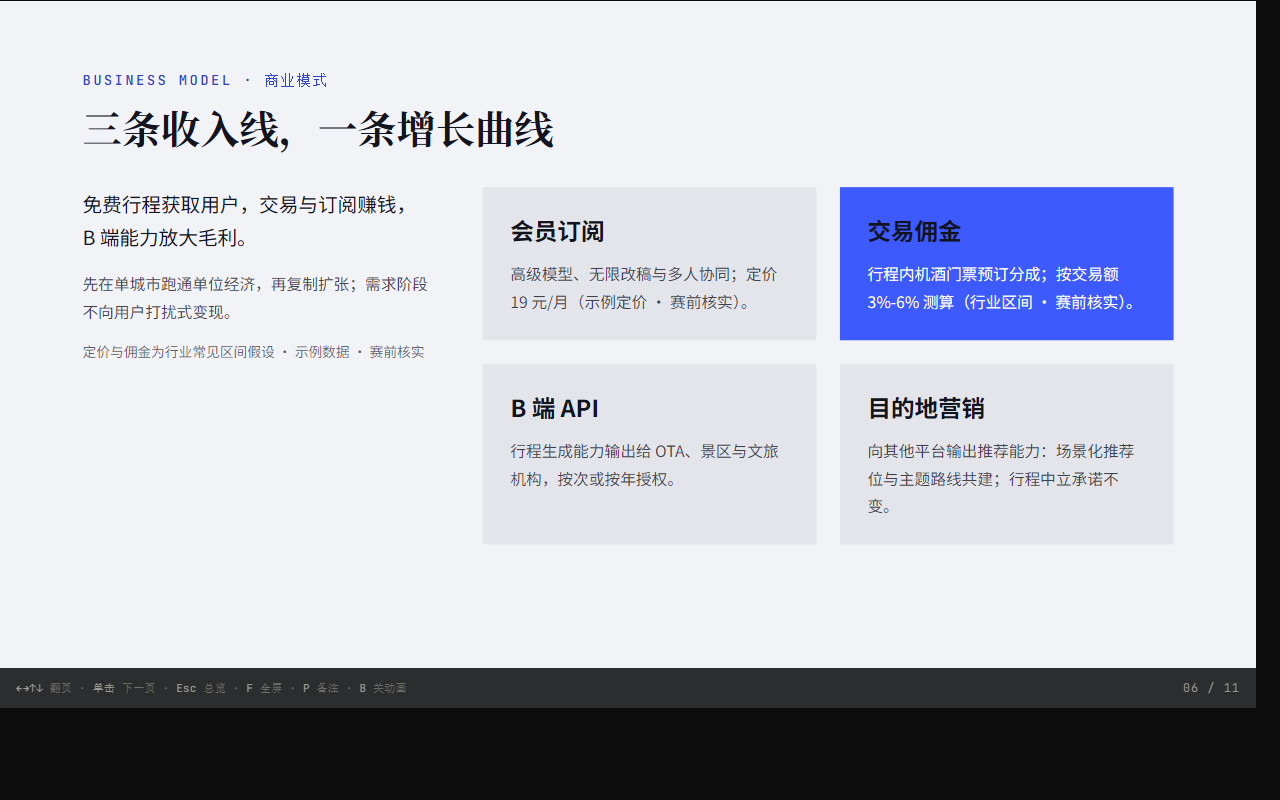 BUSINESS MODEL · 商业模式
三条收入线，一条增长曲线
免费行程获取用户，交易与订阅赚钱，
B 端能力放大毛利。
先在单城市跑通单位经济，再复制扩张；需求阶段
不向用户打扰式变现。
定价与佣金为行业常见区间假设 · 示例数据 · 赛前核实
会员订阅
高级模型、无限改稿与多人协同；定价
19 元/月（示例定价 · 赛前核实）。
交易佣金
行程内机酒门票预订分成；按交易额
3%-6% 测算（行业区间 · 赛前核实）。
B 端 API
行程生成能力输出给 OTA、景区与文旅
机构，按次或按年授权。
目的地营销
向其他平台输出推荐能力：场景化推荐
位与主题路线共建；行程中立承诺不
变。
←→↑↓ 翻页 · 单击 下一页 · Esc 总览 · F 全屏 · P 备注 · B 关动画
06 / 11